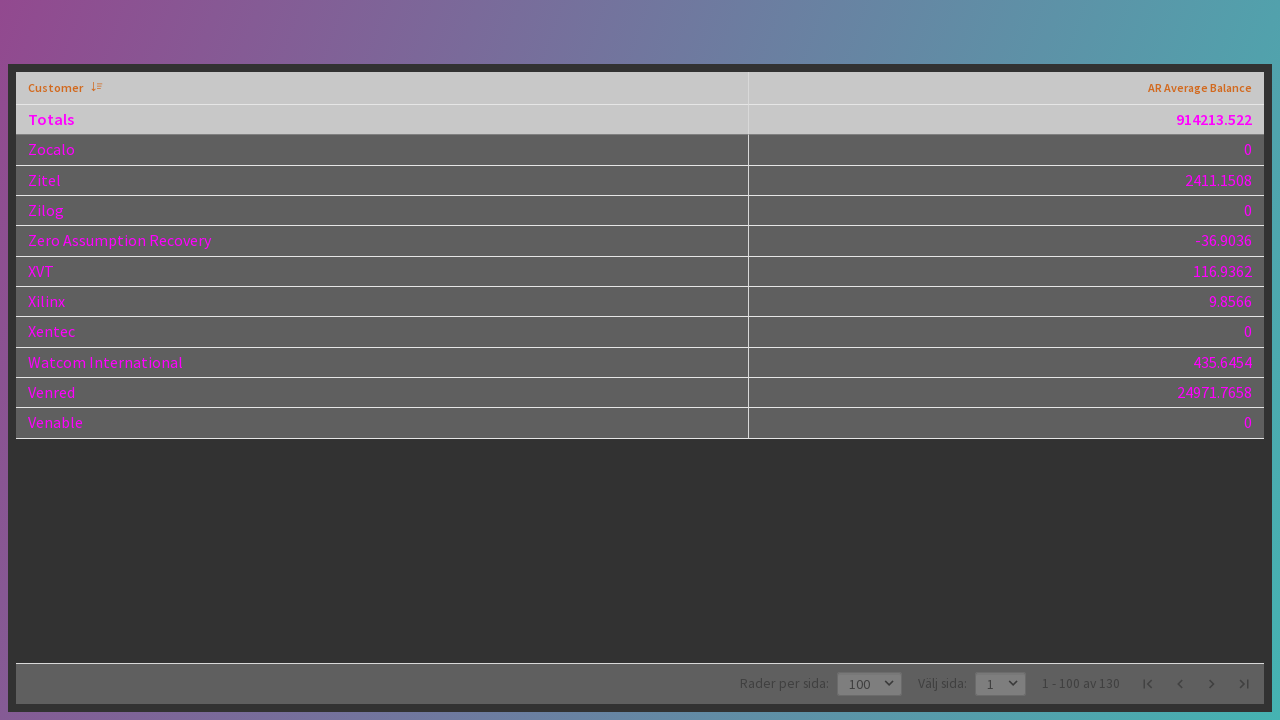 Customer AR Average Balance
Totals 914213.522
Zocalo 0
Zitel 2411.1508
Zilog 0
Zero Assumption Recovery -36.9036
XVT 116.9362
Xilinx 9.8566
Xentec 0
Watcom International 435.6454
Venred 24971.7658
Venable 0
Rader per sida: 100 Välj sida: 1 1 - 100 av 130